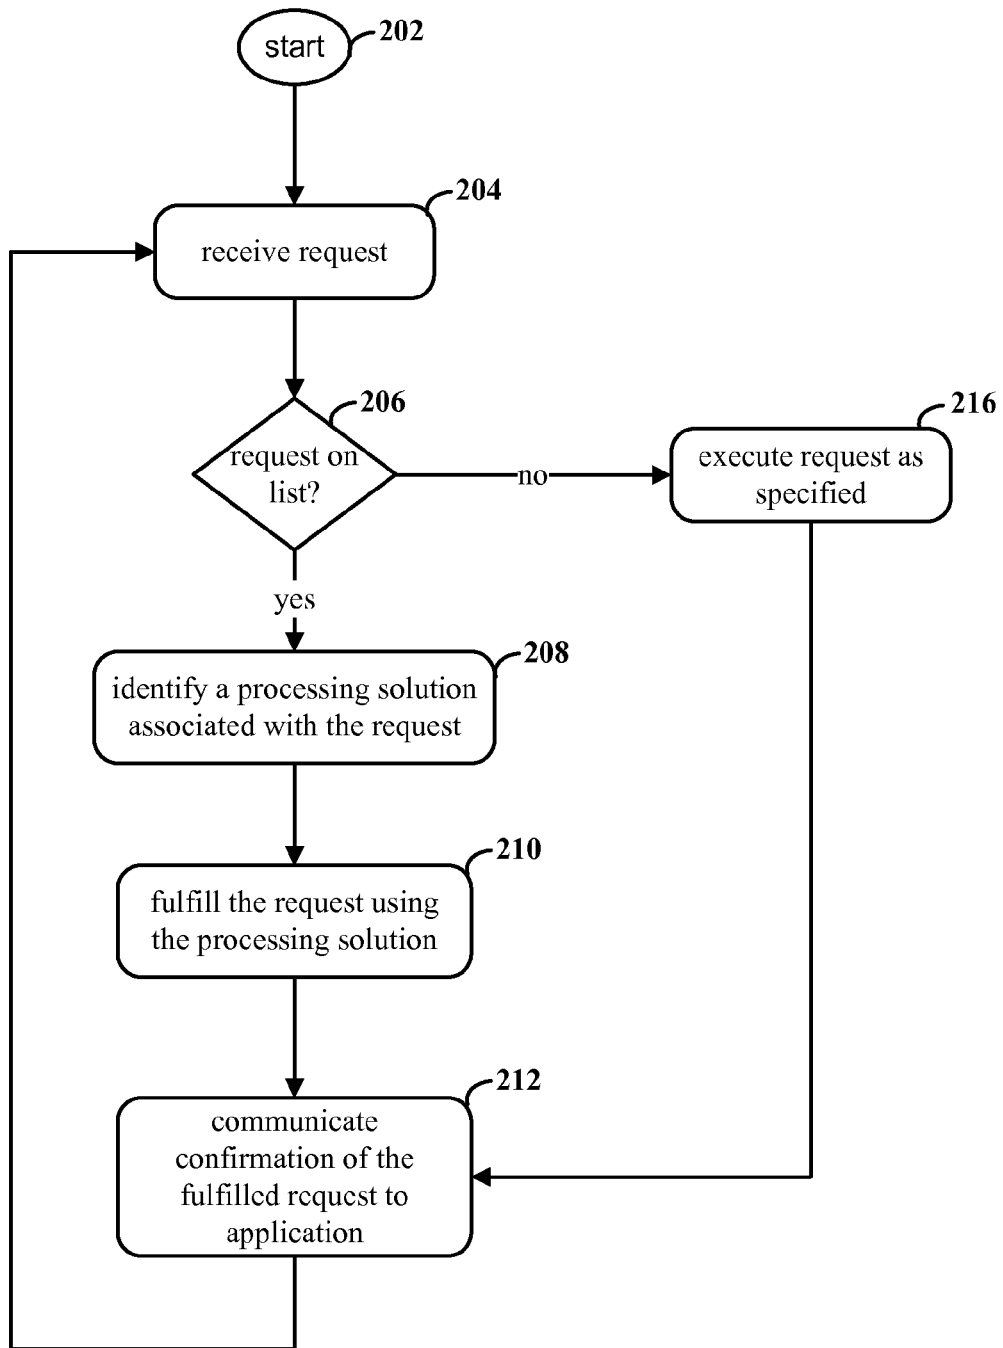 start
202
204
receive request
206
request on
list?
no
216
execute request as
specified
yes
208
identify a processing solution
associated with the request
210
fulfill the request using
the processing solution
212
communicate
confirmation of the
fulfilled request to
application